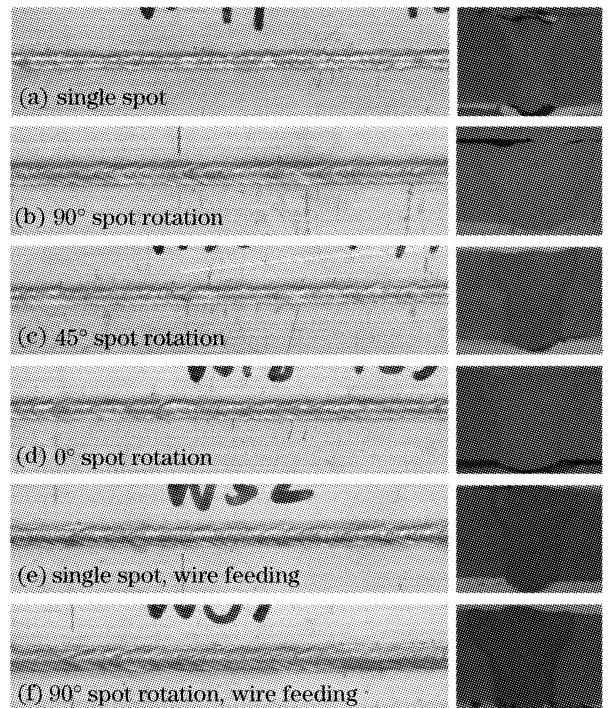 (a) single spot
(b) 90° spot rotation
(c) 45° spot rotation
(d) 0° spot rotation
(e) single spot, wire feeding
(f) 90° spot rotation, wire feeding